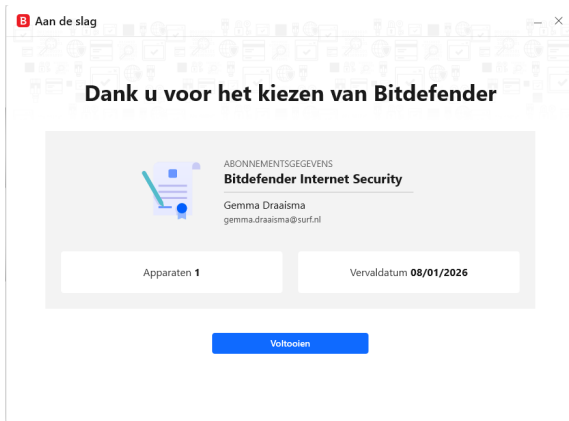 B Aan de slag
Dank u voor het kiezen van Bitdefender
ABONNEMENTSGEGEVENS
Bitdefender Internet Security
Gemma Draaisma
gemma.draaisma@surf.nl
Apparaten 1
Vervaldatum 08/01/2026
Voltooien